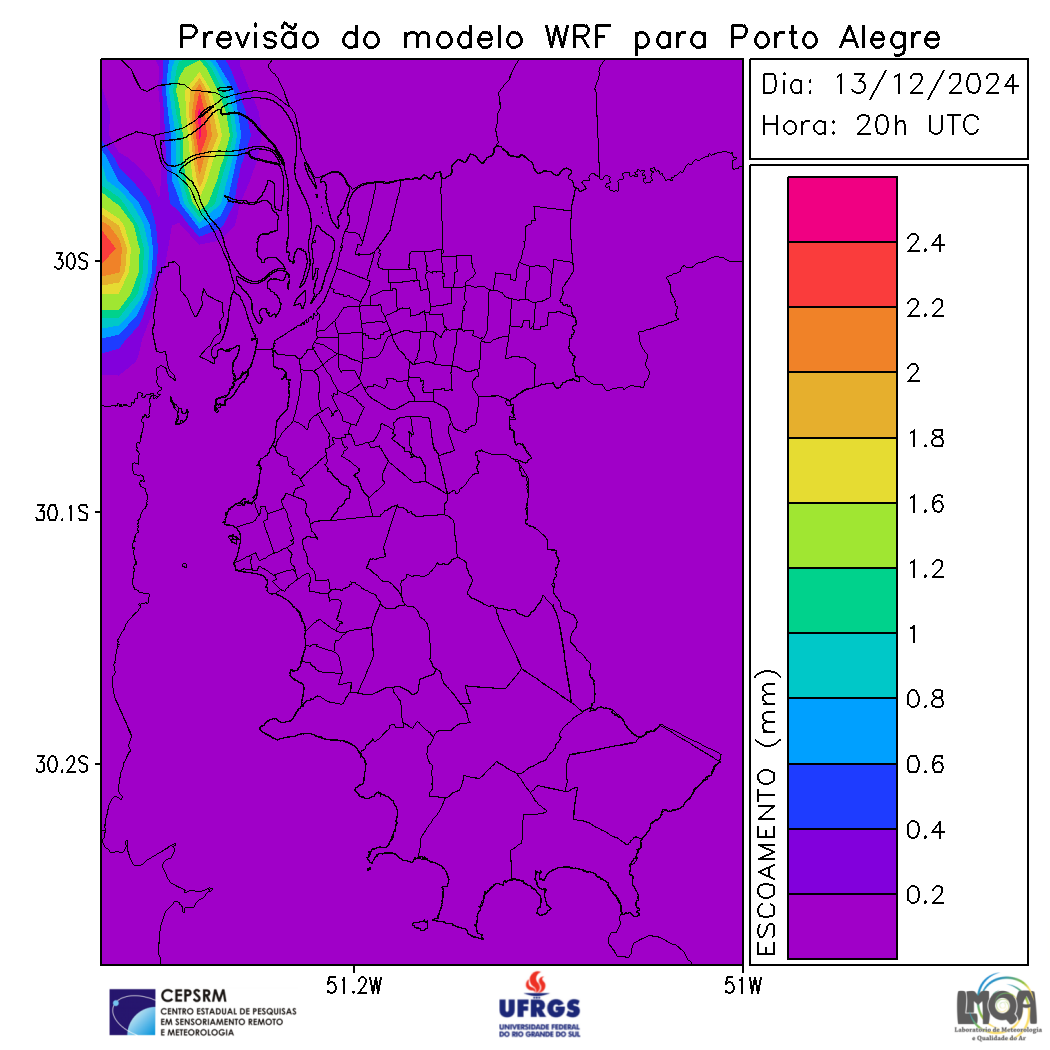 Previsão do modelo WRF para Porto Alegre
Dia: 13/12/2024
Hora: 20h UTC
30S
30.1S
30.2S
51.2W
51W
ESCOAMENTO (mm)
2.4
2.2
2
1.8
1.6
1.2
1
0.8
0.6
0.4
0.2
CEPSRM
CENTRO ESTADUAL DE PESQUISAS
EM SENSORIAMENTO REMOTO
E METEOROLOGIA
UFRGS
UNIVERSIDADE FEDERAL
DO RIO GRANDE DO SUL
LMQA
Laboratório de Meteorologia
e Qualidade do Ar